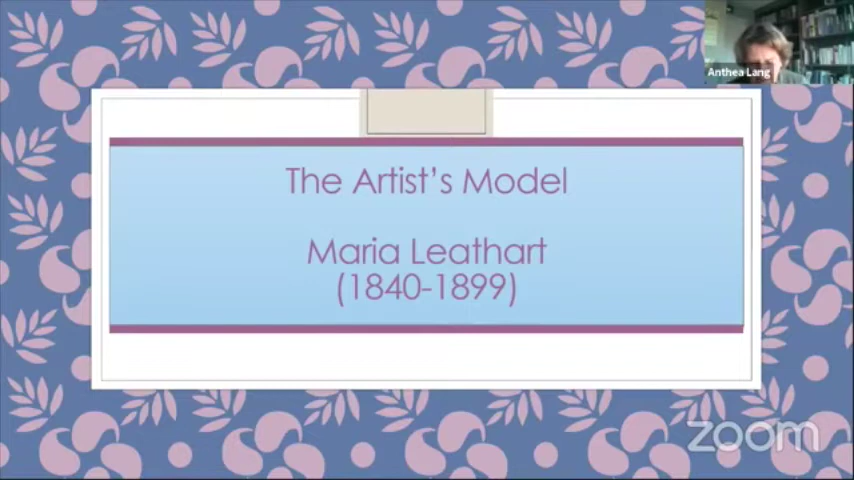 Anthea Lang
The Artist's Model
Maria Leathart
(1840-1899)
zoom